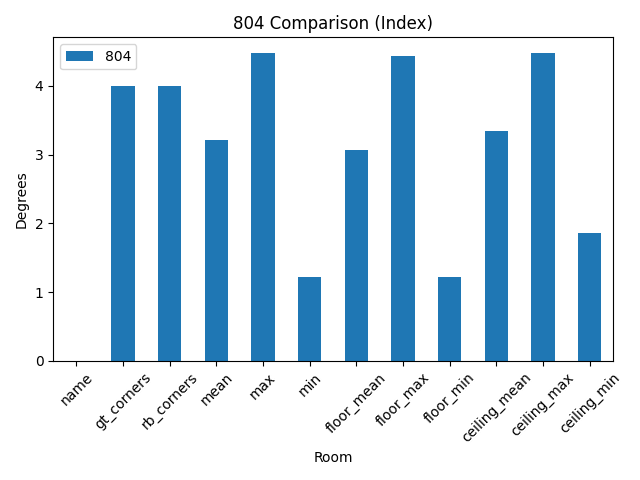 804 Comparison (Index)
804
Degrees
4
3
2
1
0
name
gt_corners
rb_corners
mean
max
min
floor_mean
floor_max
floor_min
ceiling_mean
ceiling_max
ceiling_min
Room